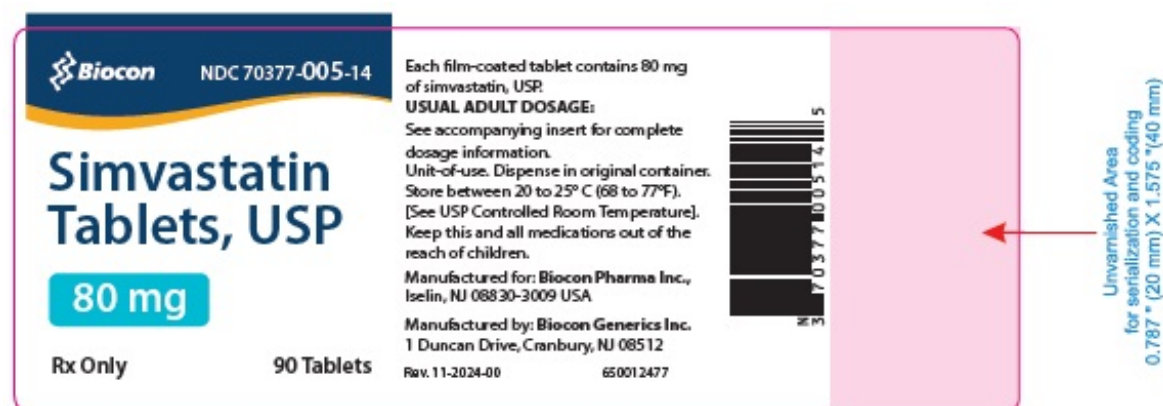 Biocon NDC 70377-005-14
Simvastatin
Tablets, USP
80 mg
Rx Only 90 Tablets
Each film-coated tablet contains 80 mg
of simvastatin, USP.
USUAL ADULT DOSAGE:
See accompanying insert for complete
dosage information.
Unit-of-use. Dispense in original container.
Store between 20 to 25° C (68 to 77°F).
[See USP Controlled Room Temperature].
Keep this and all medications out of the
reach of children.
Manufactured for: Biocon Pharma Inc.,
Iselin, NJ 08830-3009 USA
Manufactured by: Biocon Generics Inc.
1 Duncan Drive, Cranbury, NJ 08512
Rev. 11-2024-00 650012477
N
3 70377 00514 5
Unvarnished Area
for serialization and coding
0.787 " (20 mm) X 1.575 "(40 mm)